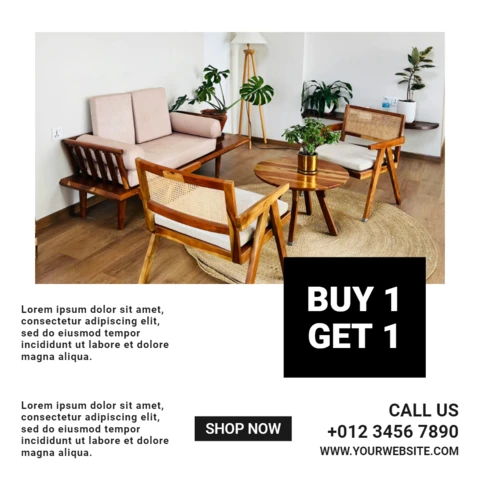 BUY 1
GET 1
Lorem ipsum dolor sit amet,
consectetur adipiscing elit,
sed do eiusmod tempor
incididunt ut labore et dolore
magna aliqua.
Lorem ipsum dolor sit amet,
consectetur adipiscing elit,
sed do eiusmod tempor
incididunt ut labore et dolore
magna aliqua.
SHOP NOW
CALL US
+012 3456 7890
WWW.YOURWEBSITE.COM